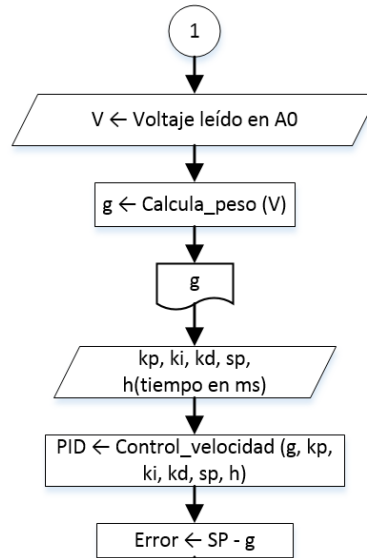 1
V ← Voltaje leído en A0
g ← Calcula_peso (V)
g
kp, ki, kd, sp,
h(tiempo en ms)
PID ← Control_velocidad (g, kp,
ki, kd, sp, h)
Error ← SP - g